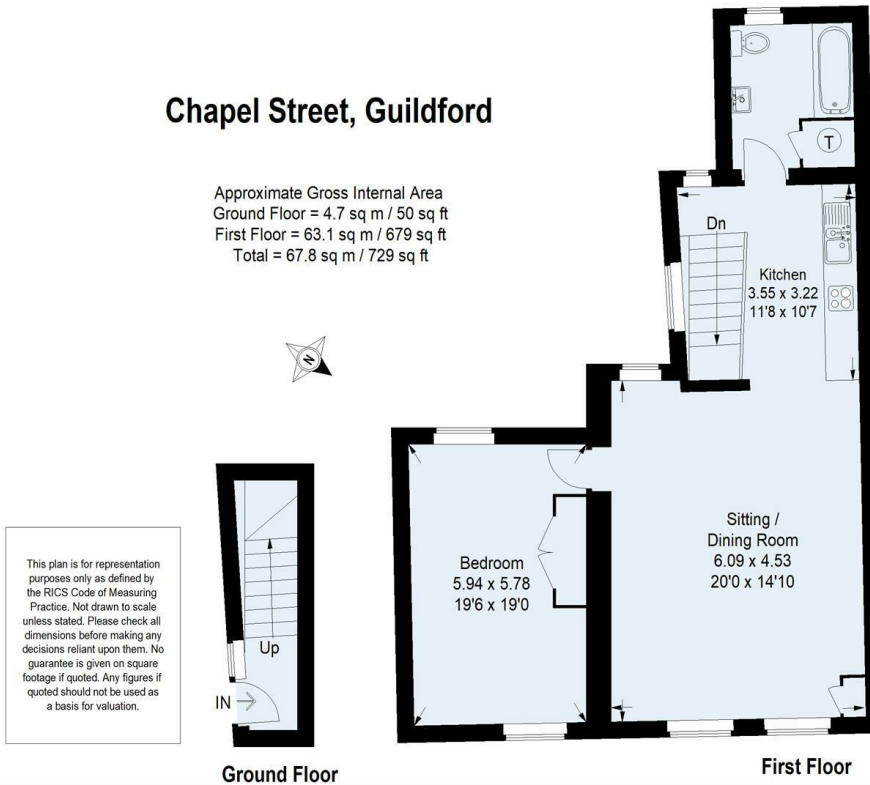 Chapel Street, Guildford
Approximate Gross Internal Area
Ground Floor = 4.7 sq m / 50 sq ft
First Floor = 63.1 sq m / 679 sq ft
Total = 67.8 sq m / 729 sq ft
N
T
Dn
Kitchen
3.55 x 3.22
11'8 x 10'7
Sitting /
Dining Room
6.09 x 4.53
20'0 x 14'10
Bedroom
5.94 x 5.78
19'6 x 19'0
Up
IN
This plan is for representation
purposes only as defined by
the RICS Code of Measuring
Practice. Not drawn to scale
unless stated. Please check all
dimensions before making any
decisions reliant upon them. No
guarantee is given on square
footage if quoted. Any figures if
quoted should not be used as
a basis for valuation.
Ground Floor
First Floor